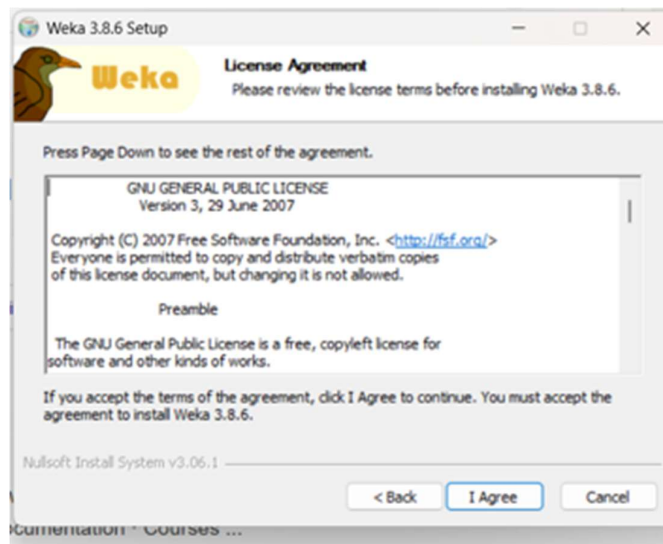 Weka 3.8.6 Setup
Weka
License Agreement
Please review the license terms before installing Weka 3.8.6.
Press Page Down to see the rest of the agreement.
GNU GENERAL PUBLIC LICENSE
Version 3, 29 June 2007
Copyright (C) 2007 Free Software Foundation, Inc. <http://fsf.org/>
Everyone is permitted to copy and distribute verbatim copies
of this license document, but changing it is not allowed.
Preamble
The GNU General Public License is a free, copyleft license for
software and other kinds of works.
If you accept the terms of the agreement, click I Agree to continue. You must accept the
agreement to install Weka 3.8.6.
Nullsoft Install System v3.06.1
< Back I Agree Cancel
ocumentation · Courses ...